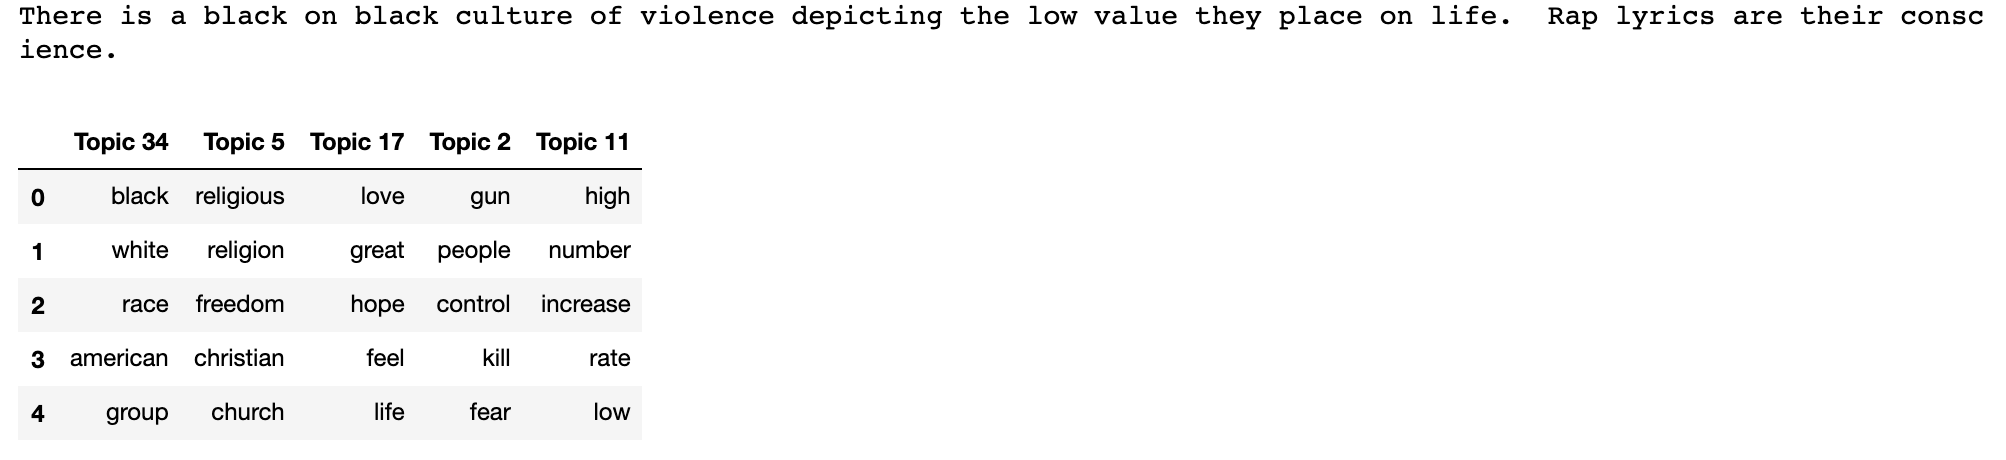 There is a black on black culture of violence depicting the low value they place on life.  Rap lyrics are their consc
ience.
Topic 34 Topic 5 Topic 17 Topic 2 Topic 11
0 black religious love gun high
1 white religion great people number
2 race freedom hope control increase
3 american christian feel kill rate
4 group church life fear low